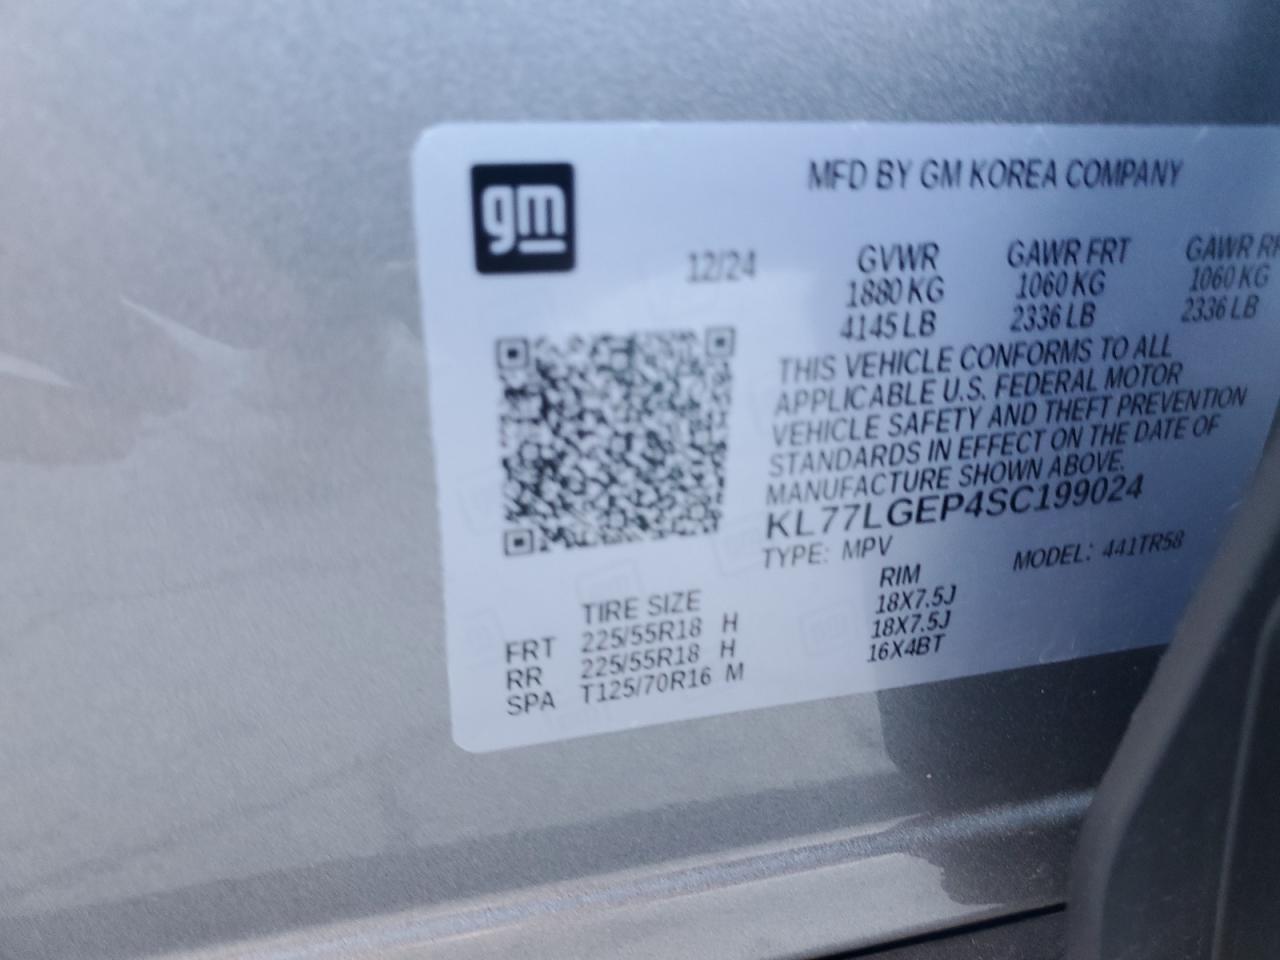 gm
MFD BY GM KOREA COMPANY
12/24
GVWR GAWR FRT GAWR
1880 KG 1060 KG 1060 KG
4145 LB 2336 LB 2336 LB
THIS VEHICLE CONFORMS TO ALL
APPLICABLE U.S. FEDERAL MOTOR
VEHICLE SAFETY AND THEFT PREVENTION
STANDARDS IN EFFECT ON THE DATE OF
MANUFACTURE SHOWN ABOVE.
KL77LGEP4SC199024
TYPE: MPV MODEL: 441TR58
TIRE SIZE RIM
FRT 225/55R18 H 18X7.5J
RR 225/55R18 H 18X7.5J
SPA T125/70R16 M 16X4BT